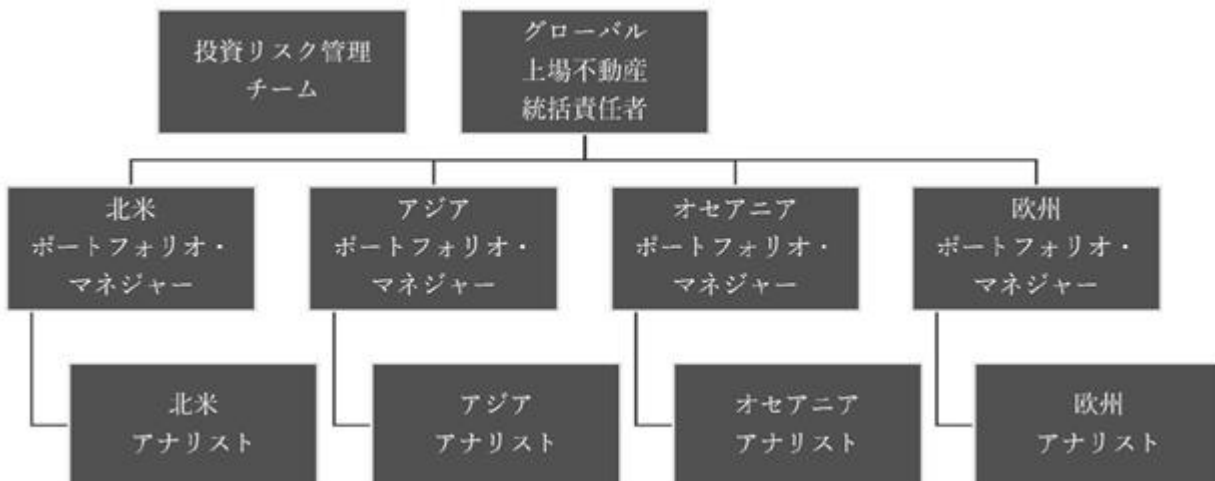 投資リスク管理
チーム
グローバル
上場不動産
統括責任者
北米
ポートフォリオ・
マネジャー
アジア
ポートフォリオ・
マネジャー
オセアニア
ポートフォリオ・
マネジャー
欧州
ポートフォリオ・
マネジャー
北米
アナリスト
アジア
アナリスト
オセアニア
アナリスト
欧州
アナリスト